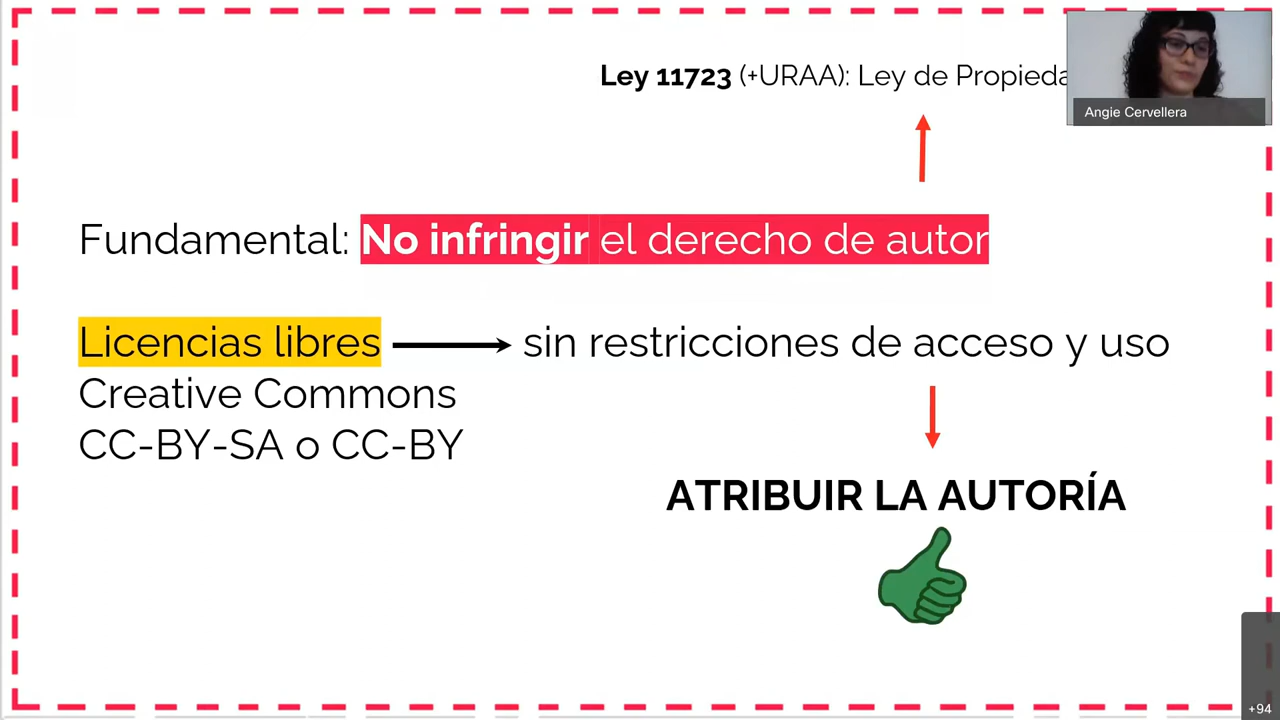 Ley 11723 (+URAA): Ley de Propieda
Angie Cervellera
Fundamental: No infringir el derecho de autor
Licencias libres sin restricciones de acceso y uso
Creative Commons
CC-BY-SA o CC-BY
ATRIBUIR LA AUTORÍA
+94